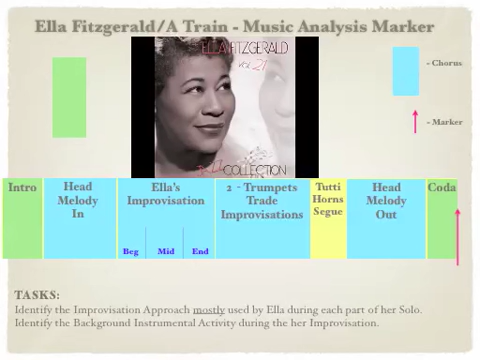 Ella Fitzgerald/A Train - Music Analysis Marker
ELLA FITZGERALD
VOL. 21
COLLECTION
- Chorus
- Marker
Intro
Head
Melody
In
Ella's
Improvisation
Beg Mid End
2 - Trumpets
Trade
Improvisations
Tutti
Horns
Segue
Head
Melody
Out
Coda
TASKS:
Identify the Improvisation Approach mostly used by Ella during each part of her Solo.
Identify the Background Instrumental Activity during the her Improvisation.